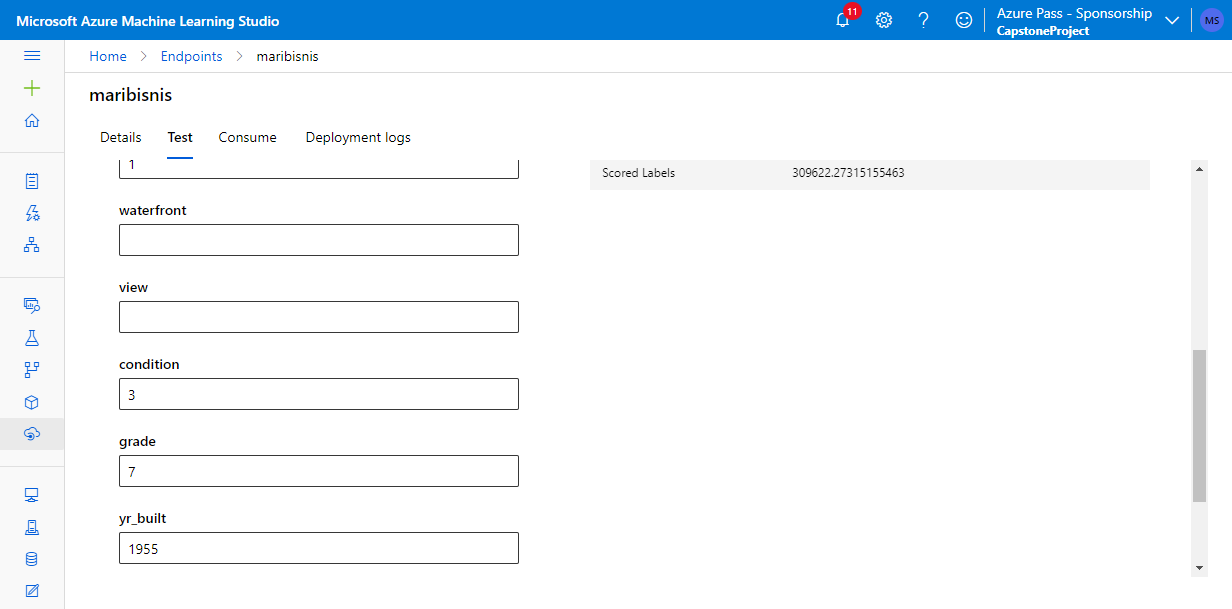 Microsoft Azure Machine Learning Studio
11
Azure Pass - Sponsorship
CapstoneProject
MS
Home > Endpoints > maribisnis
maribisnis
Details Test Consume Deployment logs
1
Scored Labels 309622.27315155463
waterfront
view
condition
3
grade
7
yr_built
1955